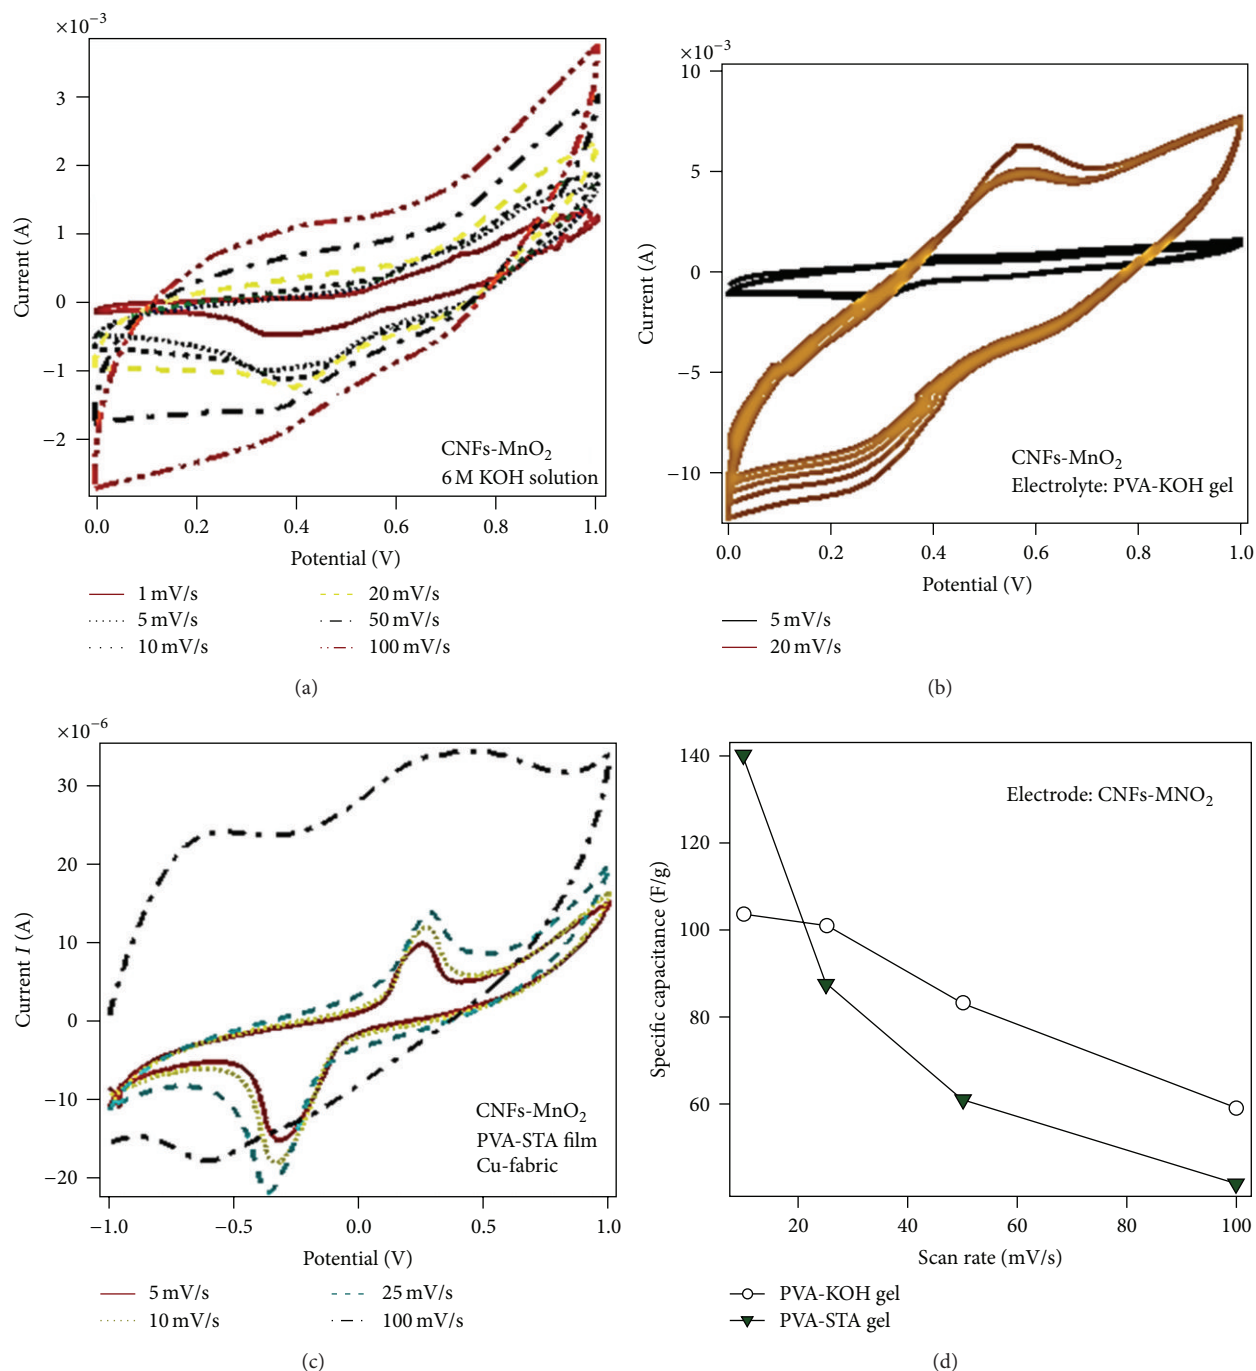 ×10⁻³
3
2
1
0
−1
−2
Current (A)
CNFs-MnO₂
6 M KOH solution
0.0 0.2 0.4 0.6 0.8 1.0
Potential (V)
1 mV/s 20 mV/s
5 mV/s 50 mV/s
10 mV/s 100 mV/s
(a)
×10⁻³
10
5
0
−5
−10
Current (A)
CNFs-MnO₂
Electrolyte: PVA-KOH gel
0.0 0.2 0.4 0.6 0.8 1.0
Potential (V)
5 mV/s
20 mV/s
(b)
×10⁻⁶
30
20
10
0
−10
−20
Current I (A)
CNFs-MnO₂
PVA-STA film
Cu-fabric
−1.0 −0.5 0.0 0.5 1.0
Potential (V)
5 mV/s 25 mV/s
10 mV/s 100 mV/s
(c)
140
120
100
80
60
Specific capacitance (F/g)
Electrode: CNFs-MNO₂
20 40 60 80 100
Scan rate (mV/s)
PVA-KOH gel
PVA-STA gel
(d)